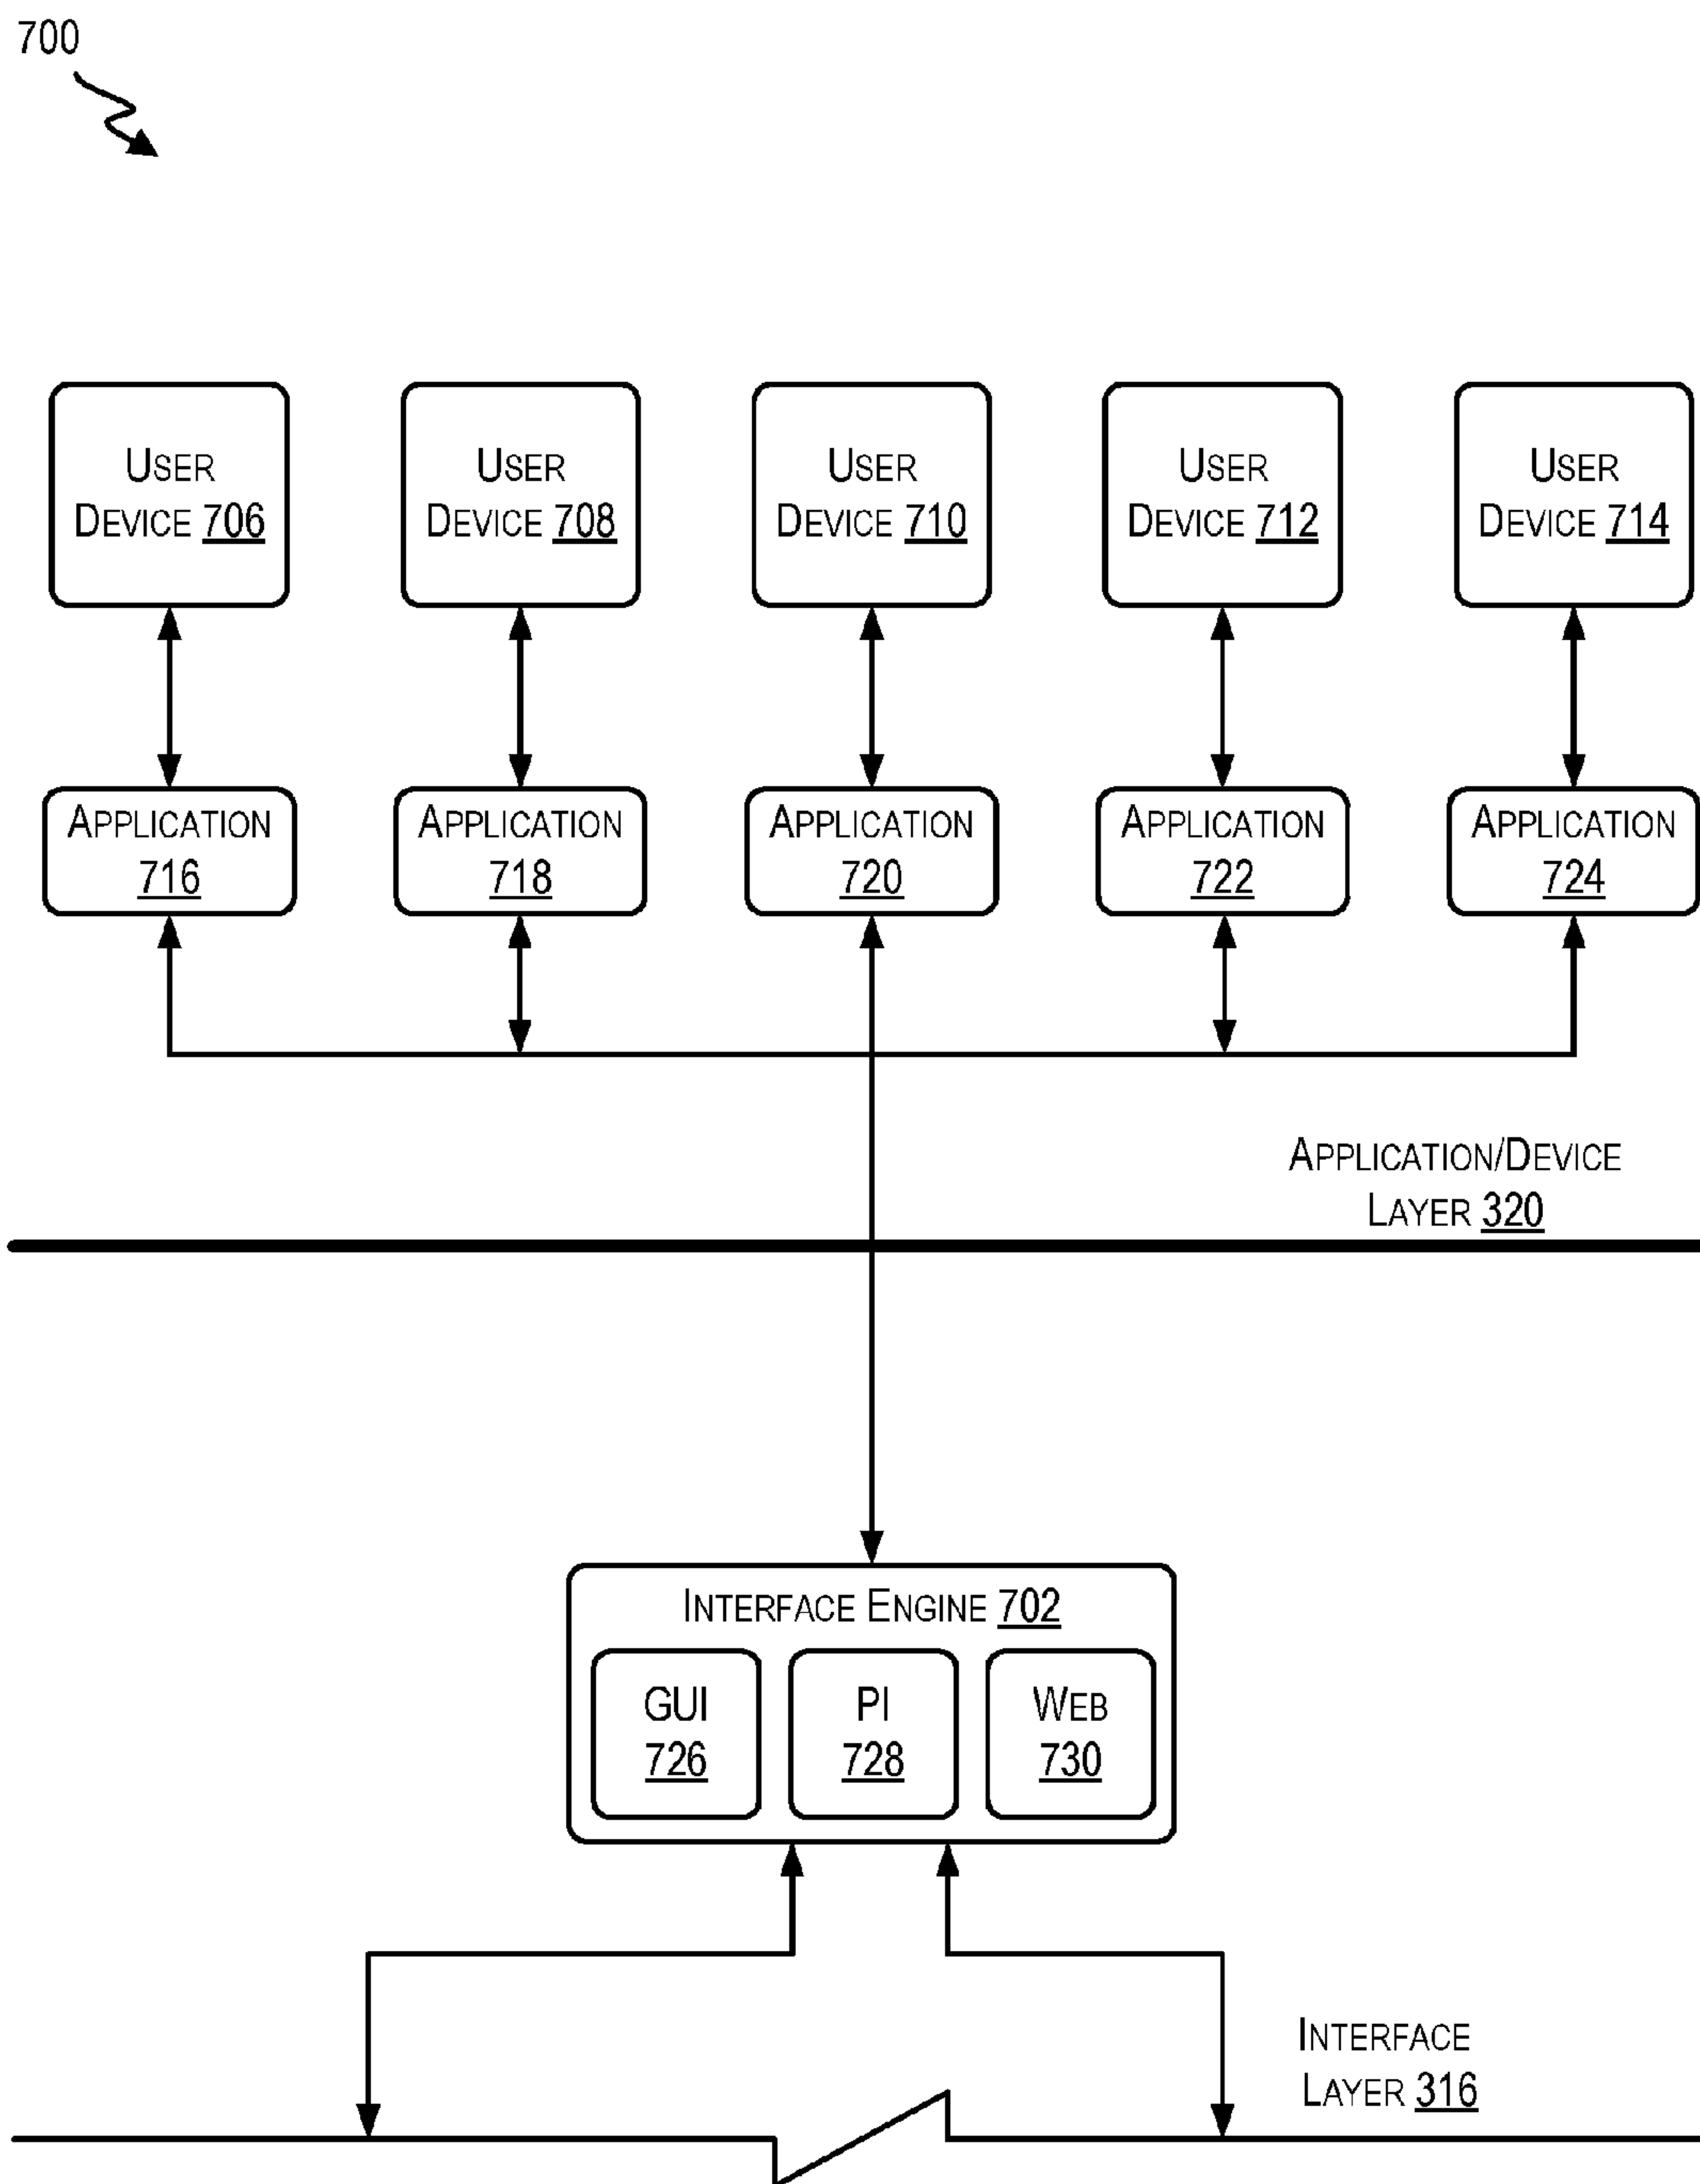 700
User
Device 706
User
Device 708
User
Device 710
User
Device 712
User
Device 714
Application
716
Application
718
Application
720
Application
722
Application
724
Application/Device
Layer 320
Interface Engine 702
GUI
726
PI
728
Web
730
Interface
Layer 316